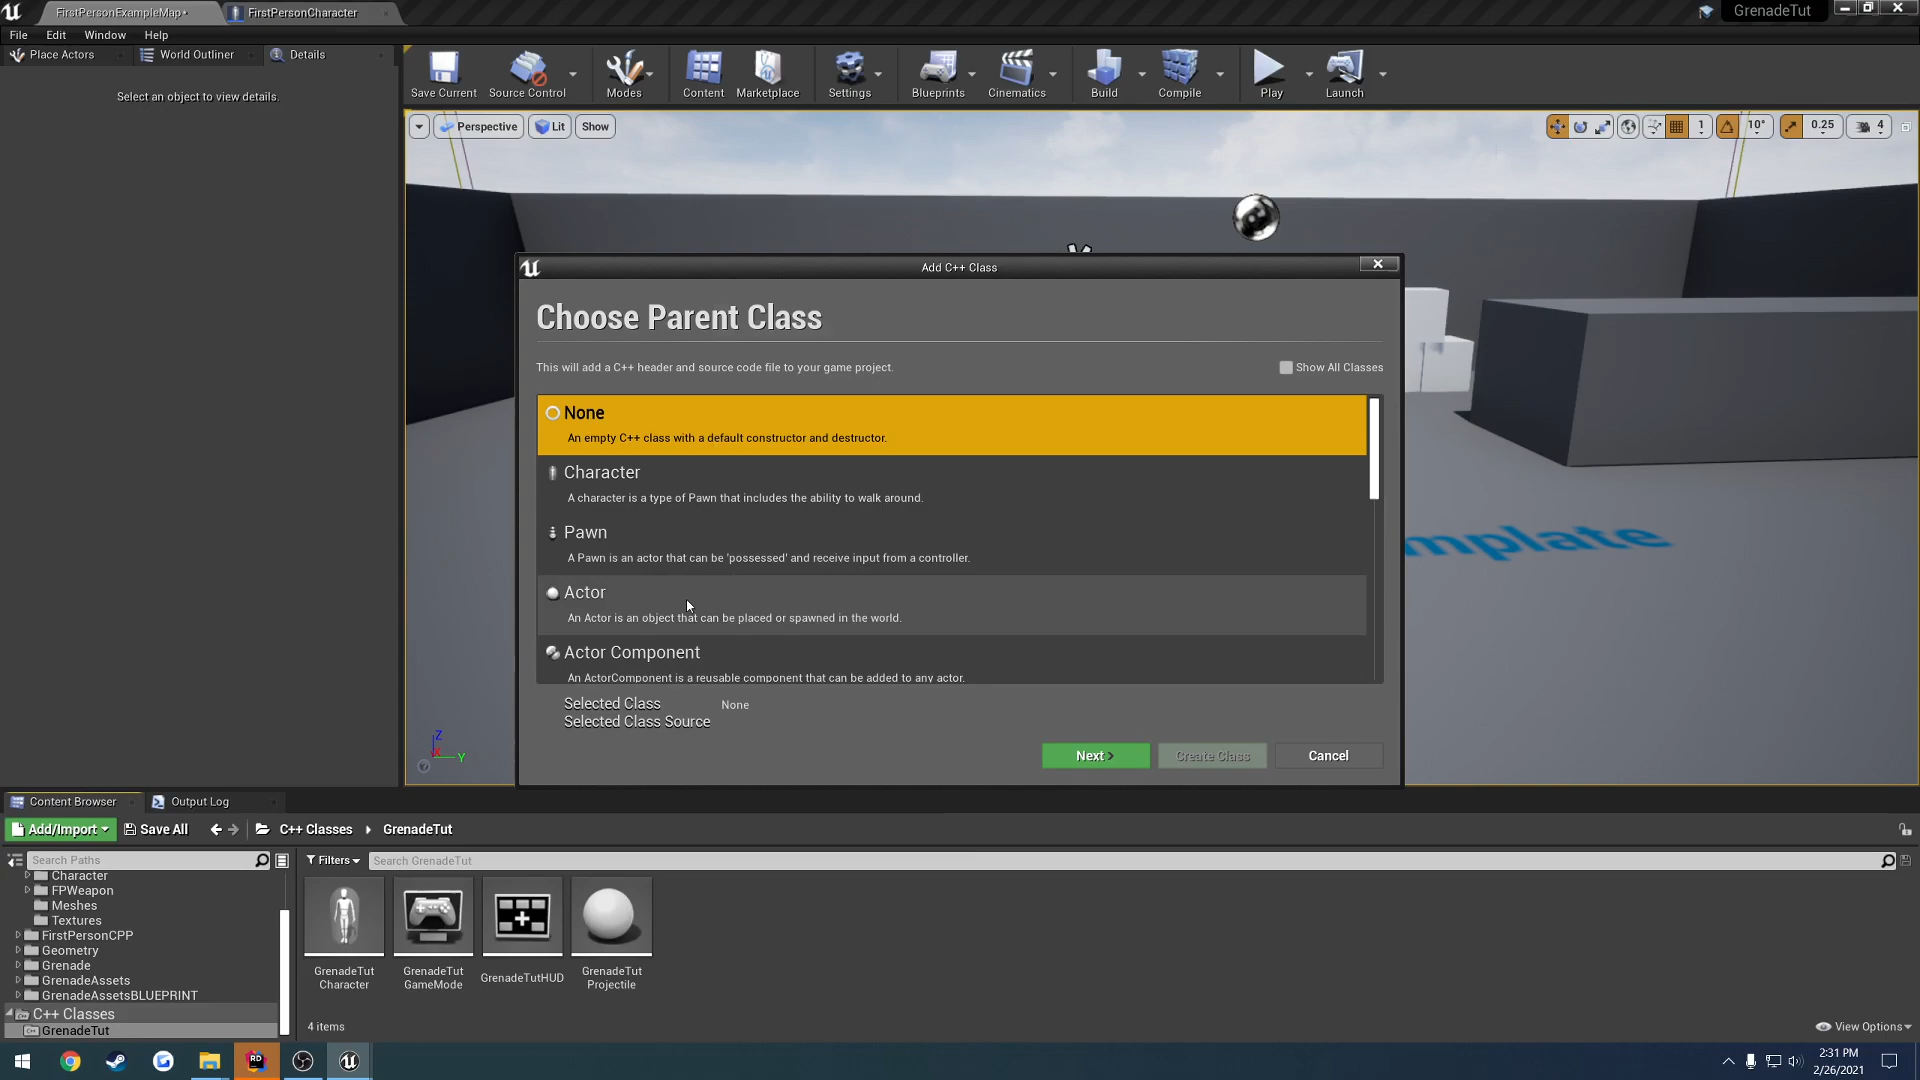 FirstPersonExampleMap•
FirstPersonCharacter
GrenadeTut
File Edit Window Help
Place Actors
World Outliner
Details
Select an object to view details.
Save Current
Source Control
Modes
Content
Marketplace
Settings
Blueprints
Cinematics
Build
Compile
Play
Launch
Perspective
Lit
Show
1
10°
0.25
4
Add C++ Class
Choose Parent Class
This will add a C++ header and source code file to your game project.
Show All Classes
None
An empty C++ class with a default constructor and destructor.
Character
A character is a type of Pawn that includes the ability to walk around.
Pawn
A Pawn is an actor that can be 'possessed' and receive input from a controller.
Actor
An Actor is an object that can be placed or spawned in the world.
Actor Component
An ActorComponent is a reusable component that can be added to any actor.
Selected Class None
Selected Class Source
Next >
Create Class
Cancel
mplate
Z
X
Y
Content Browser
Output Log
Add/Import
Save All
C++ Classes
GrenadeTut
Search Paths
Filters
Search GrenadeTut
Character
FPWeapon
Meshes
Textures
FirstPersonCPP
Geometry
Grenade
GrenadeAssets
GrenadeAssetsBLUEPRINT
C++ Classes
GrenadeTut
GrenadeTut
Character
GrenadeTut
GameMode
GrenadeTutHUD
GrenadeTut
Projectile
4 items
View Options
RD
2:31 PM
2/26/2021